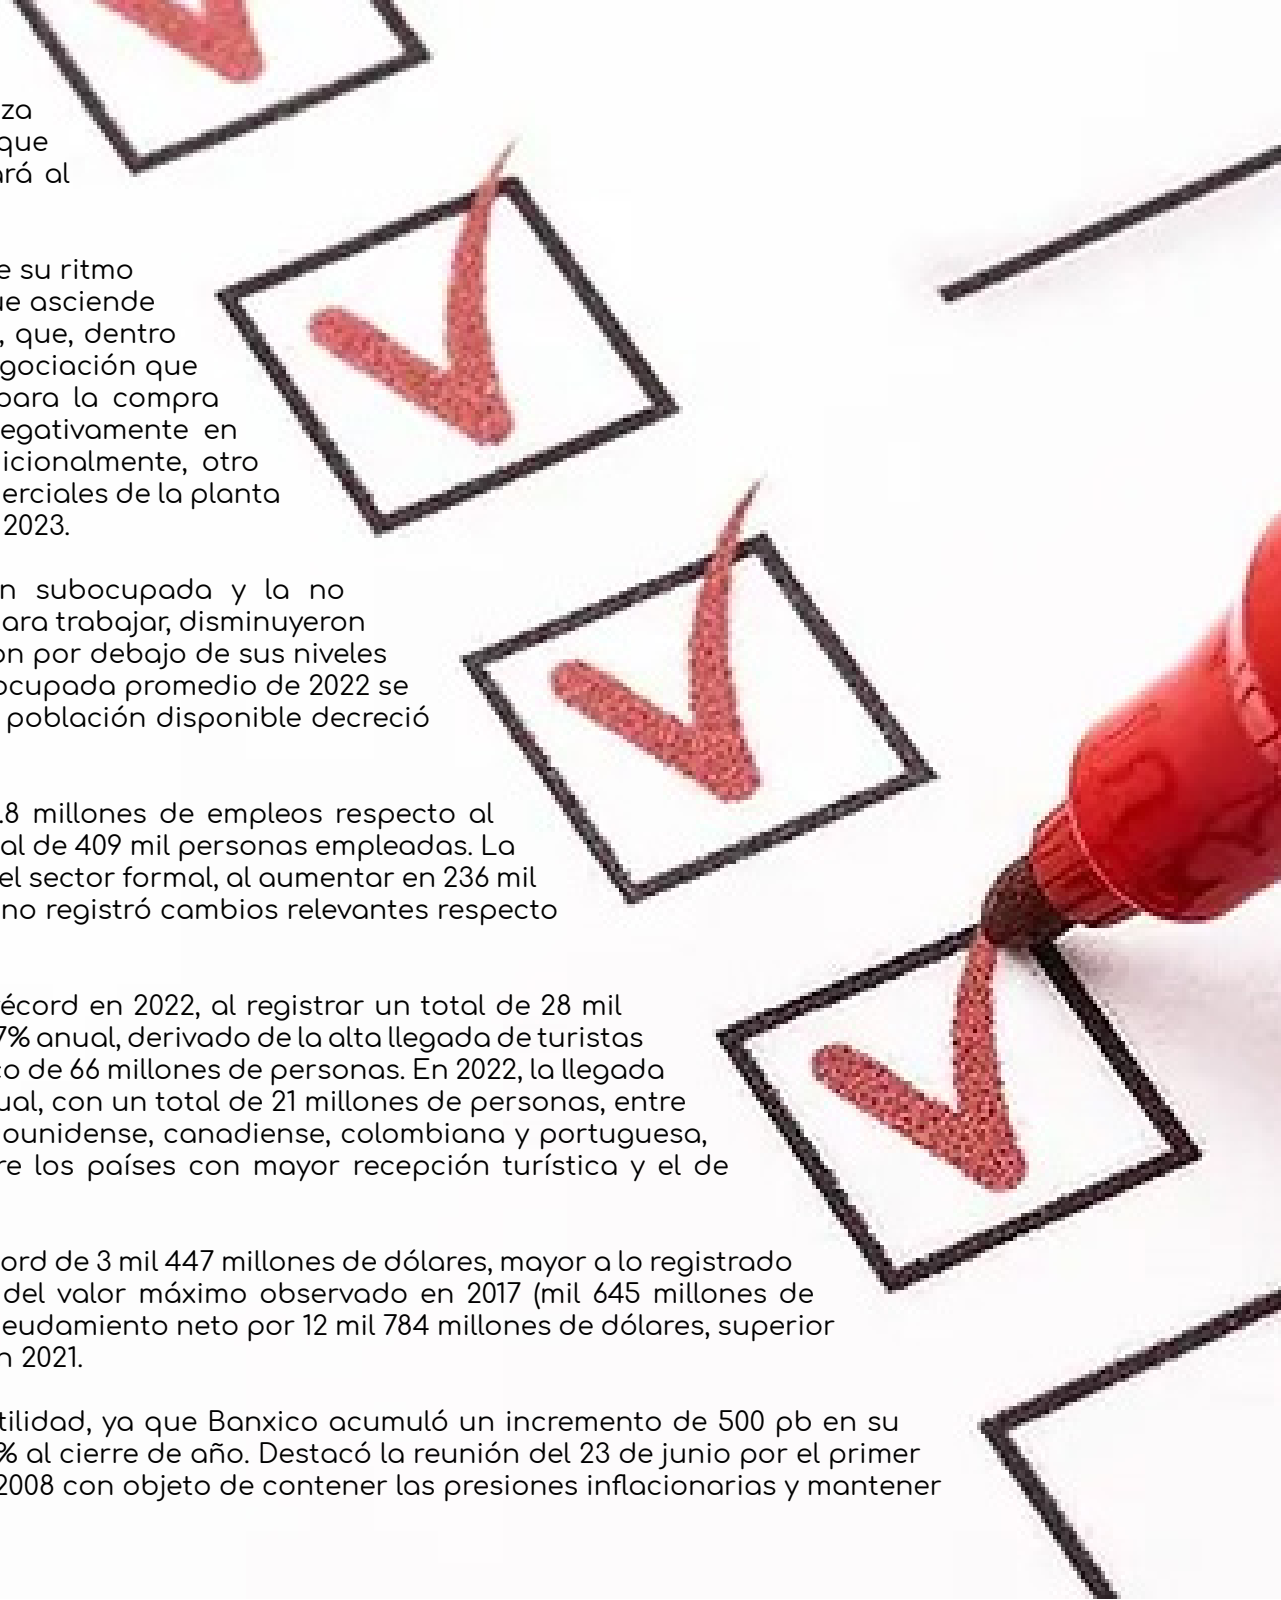 za
que
ará al
e su ritmo
ue asciende
, que, dentro
gociación que
para la compra
egativamente en
icionalmente, otro
erciales de la planta
2023.
n subocupada y la no
ara trabajar, disminuyeron
on por debajo de sus niveles
ocupada promedio de 2022 se
población disponible decreció
.8 millones de empleos respecto al
al de 409 mil personas empleadas. La
el sector formal, al aumentar en 236 mil
no registró cambios relevantes respecto
écord en 2022, al registrar un total de 28 mil
7% anual, derivado de la alta llegada de turistas
co de 66 millones de personas. En 2022, la llegada
ual, con un total de 21 millones de personas, entre
ounidense, canadiense, colombiana y portuguesa,
re los países con mayor recepción turística y el de
ord de 3 mil 447 millones de dólares, mayor a lo registrado
del valor máximo observado en 2017 (mil 645 millones de
eudamiento neto por 12 mil 784 millones de dólares, superior
n 2021.
tilidad, ya que Banxico acumuló un incremento de 500 pb en su
% al cierre de año. Destacó la reunión del 23 de junio por el primer
2008 con objeto de contener las presiones inflacionarias y mantener